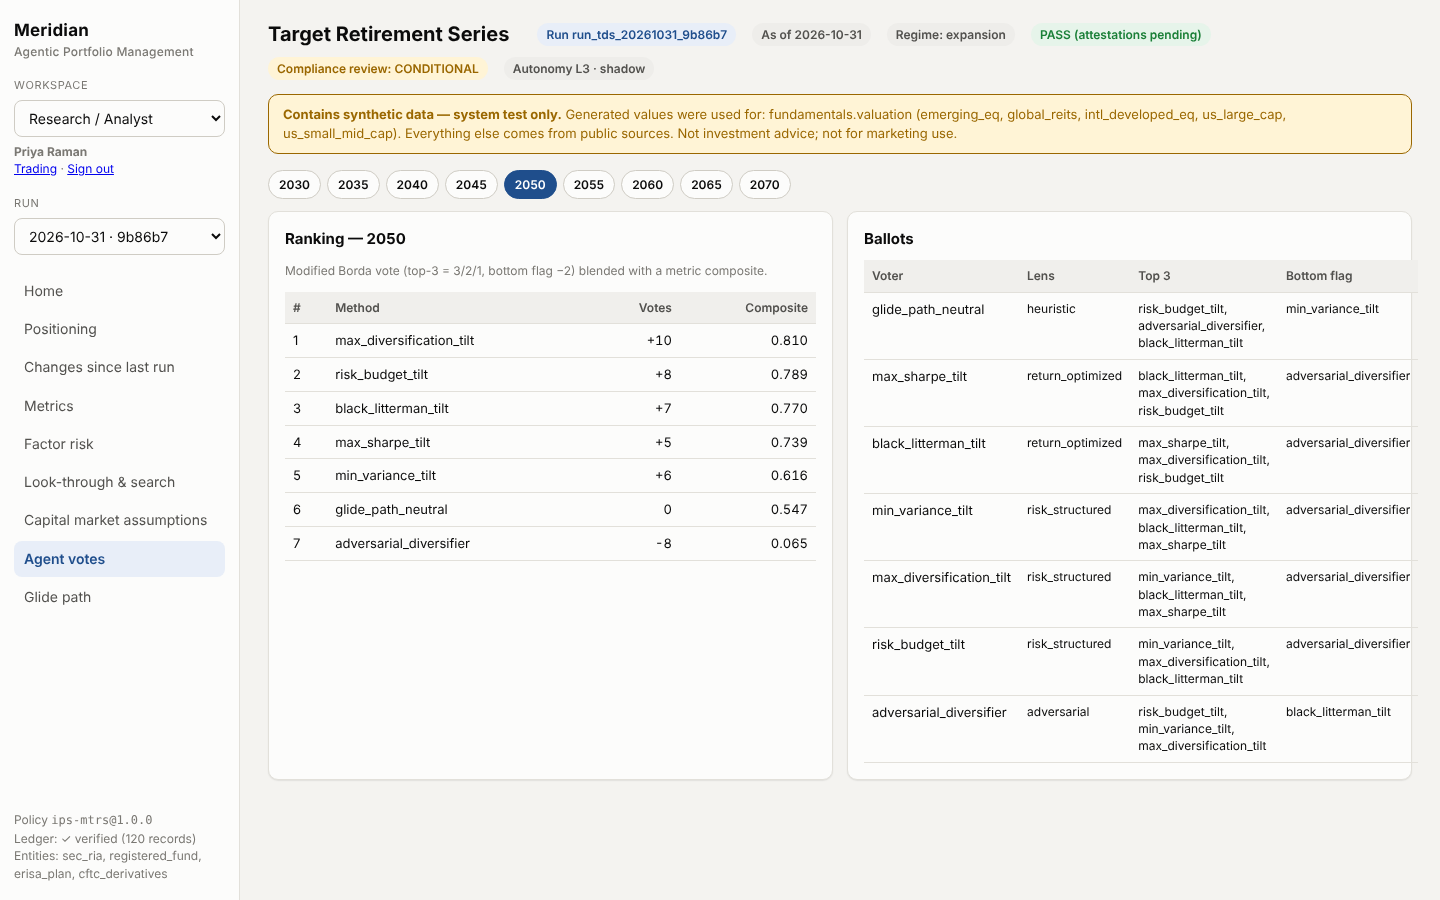 Meridian
Agentic Portfolio Management
WORKSPACE
Research / Analyst
Priya Raman
Trading · Sign out
RUN
2026-10-31 · 9b86b7
Home
Positioning
Changes since last run
Metrics
Factor risk
Look-through & search
Capital market assumptions
Agent votes
Glide path
Policy ips-mtrs@1.0.0
Ledger: ✓ verified (120 records)
Entities: sec_ria, registered_fund,
erisa_plan, cftc_derivatives
Target Retirement Series
Run run_tds_20261031_9b86b7
As of 2026-10-31
Regime: expansion
PASS (attestations pending)
Compliance review: CONDITIONAL
Autonomy L3 · shadow
Contains synthetic data — system test only. Generated values were used for: fundamentals.valuation (emerging_eq, global_reits, intl_developed_eq, us_large_cap,
us_small_mid_cap). Everything else comes from public sources. Not investment advice; not for marketing use.
2030 2035 2040 2045 2050 2055 2060 2065 2070
Ranking — 2050
Modified Borda vote (top-3 = 3/2/1, bottom flag −2) blended with a metric composite.
# Method Votes Composite
1 max_diversification_tilt +10 0.810
2 risk_budget_tilt +8 0.789
3 black_litterman_tilt +7 0.770
4 max_sharpe_tilt +5 0.739
5 min_variance_tilt +6 0.616
6 glide_path_neutral 0 0.547
7 adversarial_diversifier -8 0.065
Ballots
Voter Lens Top 3 Bottom flag
glide_path_neutral heuristic risk_budget_tilt, min_variance_tilt
adversarial_diversifier,
black_litterman_tilt
max_sharpe_tilt return_optimized black_litterman_tilt, adversarial_diversifier
max_diversification_tilt,
risk_budget_tilt
black_litterman_tilt return_optimized max_sharpe_tilt, adversarial_diversifier
max_diversification_tilt,
risk_budget_tilt
min_variance_tilt risk_structured max_diversification_tilt, adversarial_diversifier
black_litterman_tilt,
max_sharpe_tilt
max_diversification_tilt risk_structured min_variance_tilt, adversarial_diversifier
black_litterman_tilt,
max_sharpe_tilt
risk_budget_tilt risk_structured min_variance_tilt, adversarial_diversifier
max_diversification_tilt,
black_litterman_tilt
adversarial_diversifier adversarial risk_budget_tilt, black_litterman_tilt
min_variance_tilt,
max_diversification_tilt